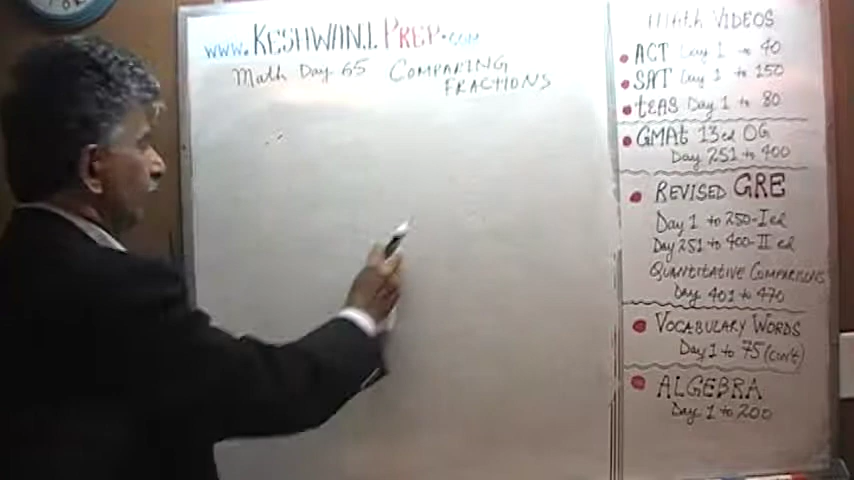 www.KESHWANI PREP.com
Math Day 65 COMPARING
FRACTIONS
Math VIDEOS
ACT Day 1 to 40
SAT Day 1 to 150
tEAS Day 1 to 80
GMAt 13ed OG
Day 251 to 400
REVISED GRE
Day 1 to 250-I ed
Day 251 to 400-II ed
QUANTITATIVE COMPARISONS
Day 401 to 470
VOCABULARY WORDS
Day 1 to 75 (con't)
ALGEBRA
Day 1 to 200